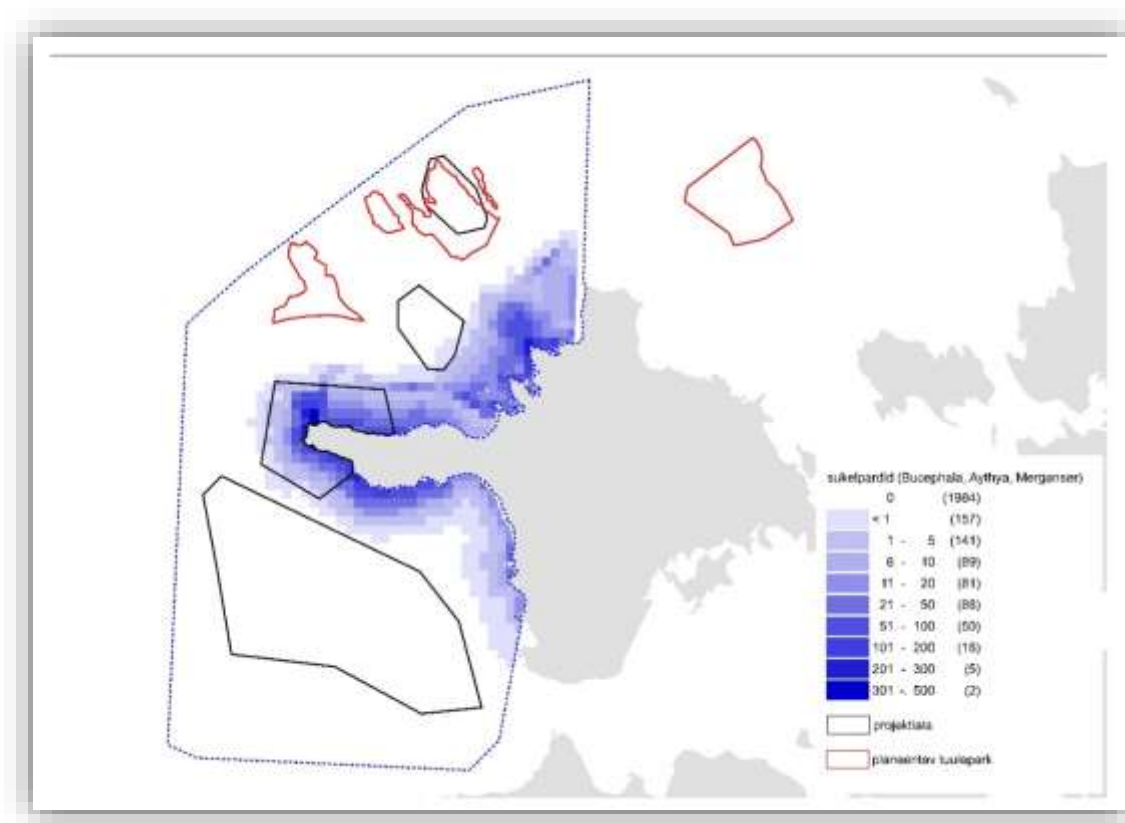 sukelpardid (Bucephala, Aythya, Merganser)
0 (1984)
< 1 (157)
1 - 5 (141)
6 - 10 (89)
11 - 20 (81)
21 - 50 (88)
51 - 100 (50)
101 - 200 (16)
201 - 300 (5)
301 - 500 (2)
projektiala
planeeritav tuulepark